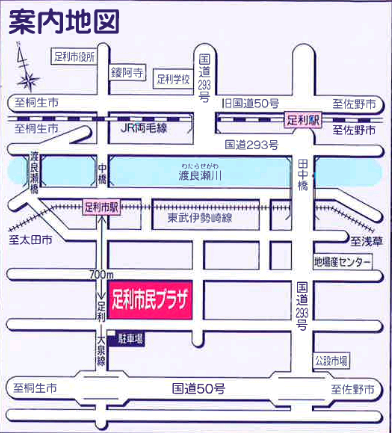 案内地図
足利市役所
鑁阿寺
足利学校
国道293号
至桐生市
旧国道50号
至佐野市
足利駅
至桐生市
JR両毛線
至佐野市
国道293号
渡良瀬橋
中橋
わたらせがわ
渡良瀬川
田中橋
足利市駅
東武伊勢崎線
至太田市
至浅草
地場産センター
700m
足利市民プラザ
国道293号
足利大泉線
駐車場
公設市場
至桐生市
国道50号
至佐野市